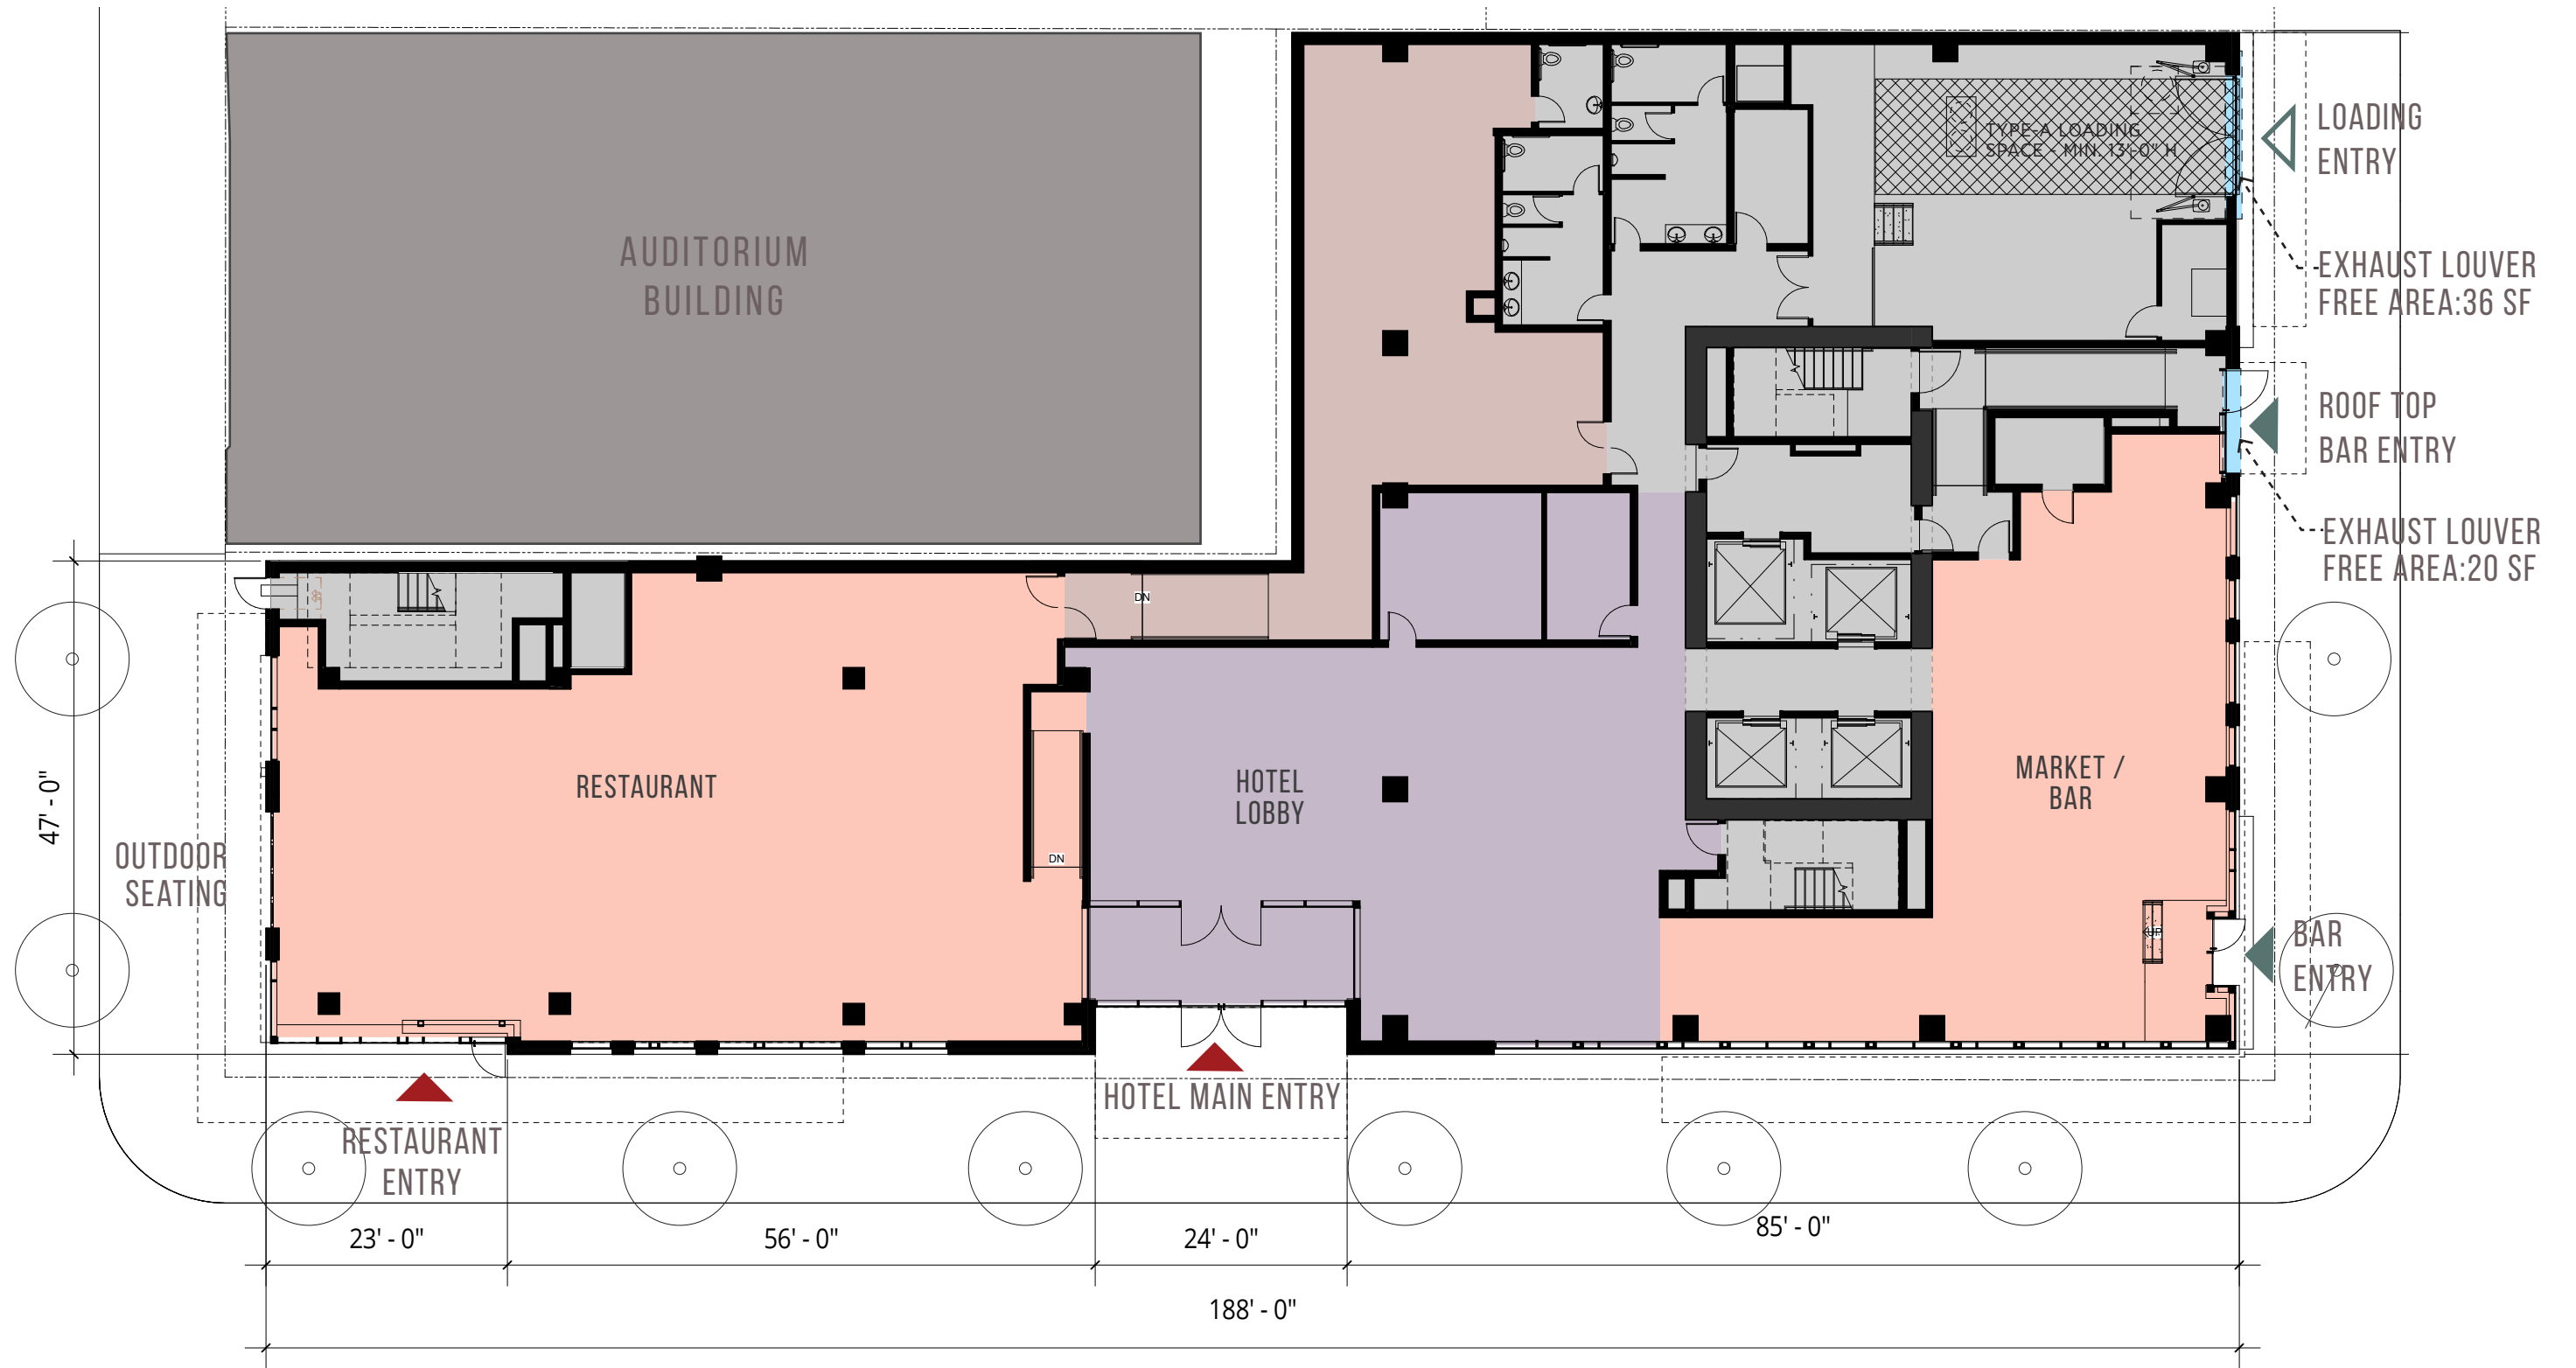 AUDITORIUM
BUILDING
TYPE-A LOADING
SPACE - MIN. 13'-0" H
LOADING
ENTRY
EXHAUST LOUVER
FREE AREA:36 SF
ROOF TOP
BAR ENTRY
EXHAUST LOUVER
FREE AREA:20 SF
DN
47' - 0"
RESTAURANT
HOTEL
LOBBY
MARKET /
BAR
OUTDOOR
SEATING
DN
UP
BAR
ENTRY
HOTEL MAIN ENTRY
RESTAURANT
ENTRY
23' - 0"
56' - 0"
24' - 0"
85' - 0"
188' - 0"